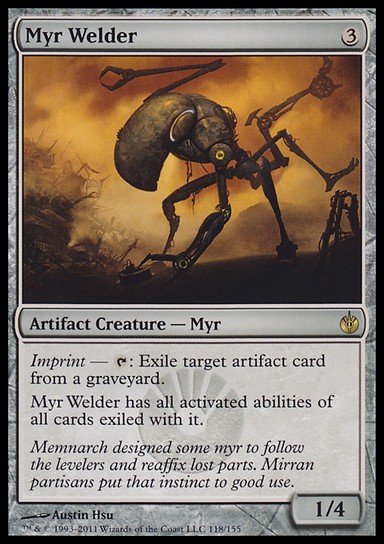 Myr Welder 3
Artifact Creature — Myr
Imprint — T: Exile target artifact card
from a graveyard.
Myr Welder has all activated abilities of
all cards exiled with it.
Memnarch designed some myr to follow
the levelers and reaffix lost parts. Mirran
partisans put that instinct to good use.
1/4
Austin Hsu
™ & © 1993–2011 Wizards of the Coast LLC 118/155